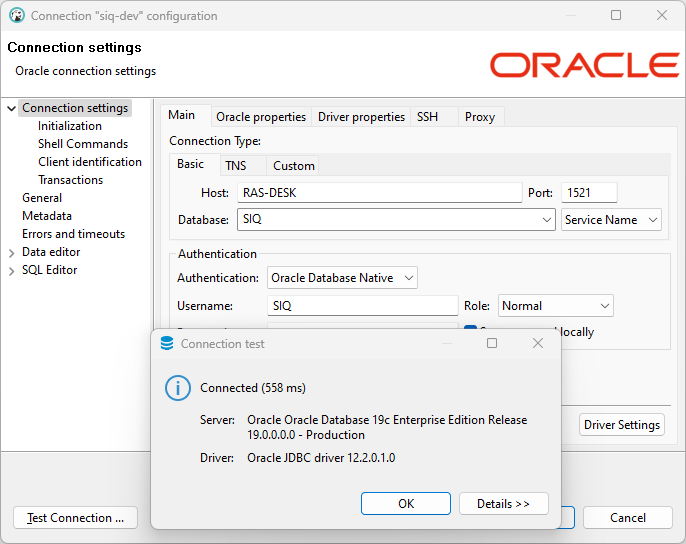 Connection "siq-dev" configuration
Connection settings
Oracle connection settings
ORACLE
Connection settings
Initialization
Shell Commands
Client identification
Transactions
General
Metadata
Errors and timeouts
Data editor
SQL Editor
Main Oracle properties Driver properties SSH Proxy
Connection Type:
Basic TNS Custom
Host: RAS-DESK Port: 1521
Database: SIQ Service Name
Authentication
Authentication: Oracle Database Native
Username: SIQ Role: Normal
locally
Connection test
Connected (558 ms)
Server: Oracle Oracle Database 19c Enterprise Edition Release
19.0.0.0.0 - Production
Driver: Oracle JDBC driver 12.2.0.1.0
OK Details >>
Driver Settings
Test Connection ... Cancel